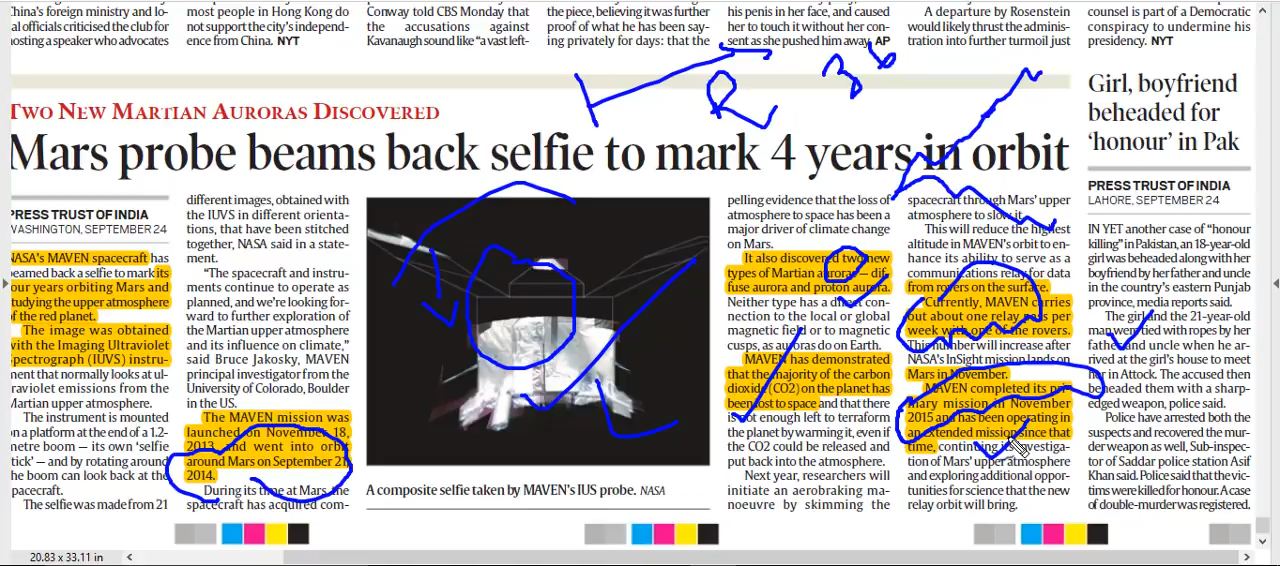 China's foreign ministry and lo-
al officials criticised the club for
hosting a speaker who advocates
most people in Hong Kong do
not support the city's independ-
ence from China. NYT
Conway told CBS Monday that
the accusations against
Kavanaugh sound like "a vast left-
the piece, believing it was further
proof of what he has been say-
ing privately for days: that the
his penis in her face, and caused
her to touch it without her con-
sent as she pushed him away. AP
A departure by Rosenstein
would likely thrust the adminis-
tration into further turmoil just
counsel is part of a Democratic
conspiracy to undermine his
presidency. NYT
R 36
TWO NEW MARTIAN AURORAS DISCOVERED
Mars probe beams back selfie to mark 4 years in orbit
PRESS TRUST OF INDIA
WASHINGTON, SEPTEMBER 24
NASA'S MAVEN spacecraft has
beamed back a selfie to mark its
four years orbiting Mars and
studying the upper atmosphere
of the red planet.
The image was obtained
with the Imaging Ultraviolet
Spectrograph (IUVS) instru-
ment that normally looks at ul-
traviolet emissions from the
Martian upper atmosphere.
The instrument is mounted
on a platform at the end of a 1.2-
metre boom — its own 'selfie
stick' — and by rotating around
the boom can look back at the
spacecraft.
The selfie was made from 21
different images, obtained with
the IUVS in different orienta-
tions, that have been stitched
together, NASA said in a state-
ment.
"The spacecraft and instru-
ments continue to operate as
planned, and we're looking for-
ward to further exploration of
the Martian upper atmosphere
and its influence on climate,"
said Bruce Jakosky, MAVEN
principal investigator from the
University of Colorado, Boulder
in the US.
The MAVEN mission was
launched on November 18,
2013 and went into orbit
around Mars on September 21,
2014.
During its time at Mars, the
spacecraft has acquired com-
A composite selfie taken by MAVEN's IUS probe. NASA
pelling evidence that the loss of
atmosphere to space has been a
major driver of climate change
on Mars.
It also discovered two new
types of Martian auroras — dif-
fuse aurora and proton aurora.
Neither type has a direct con-
nection to the local or global
magnetic field or to magnetic
cusps, as auroras do on Earth.
MAVEN has demonstrated
that the majority of the carbon
dioxide (CO2) on the planet has
been lost to space and that there
is not enough left to terraform
the planet by warming it, even if
the CO2 could be released and
put back into the atmosphere.
Next year, researchers will
initiate an aerobraking ma-
noeuvre by skimming the
spacecraft through Mars' upper
atmosphere to slow it.
This will reduce the highest
altitude in MAVEN's orbit to en-
hance its ability to serve as a
communications relay for data
from rovers on the surface.
Currently, MAVEN carries
out about one relay pass per
week with one of the rovers.
This number will increase after
NASA's InSight mission lands on
Mars in November.
MAVEN completed its pri-
mary mission in November
2015 and has been operating in
an extended mission since that
time, continuing its investiga-
tion of Mars' upper atmosphere
and exploring additional oppor-
tunities for science that the new
relay orbit will bring.
Girl, boyfriend
beheaded for
'honour' in Pak
PRESS TRUST OF INDIA
LAHORE, SEPTEMBER 24
IN YET another case of "honour
killing" in Pakistan, an 18-year-old
girl was beheaded along with her
boyfriend by her father and uncle
in the country's eastern Punjab
province, media reports said.
The girl and the 21-year-old
man were tied with ropes by her
father and uncle when he ar-
rived at the girl's house to meet
her in Attock. The accused then
beheaded them with a sharp-
edged weapon, police said.
Police have arrested both the
suspects and recovered the mur-
der weapon as well, Sub-inspec-
tor of Saddar police station Asif
Khan said. Police said that the vic-
tims were killed for honour. A case
of double-murder was registered.
20.83 x 33.11 in